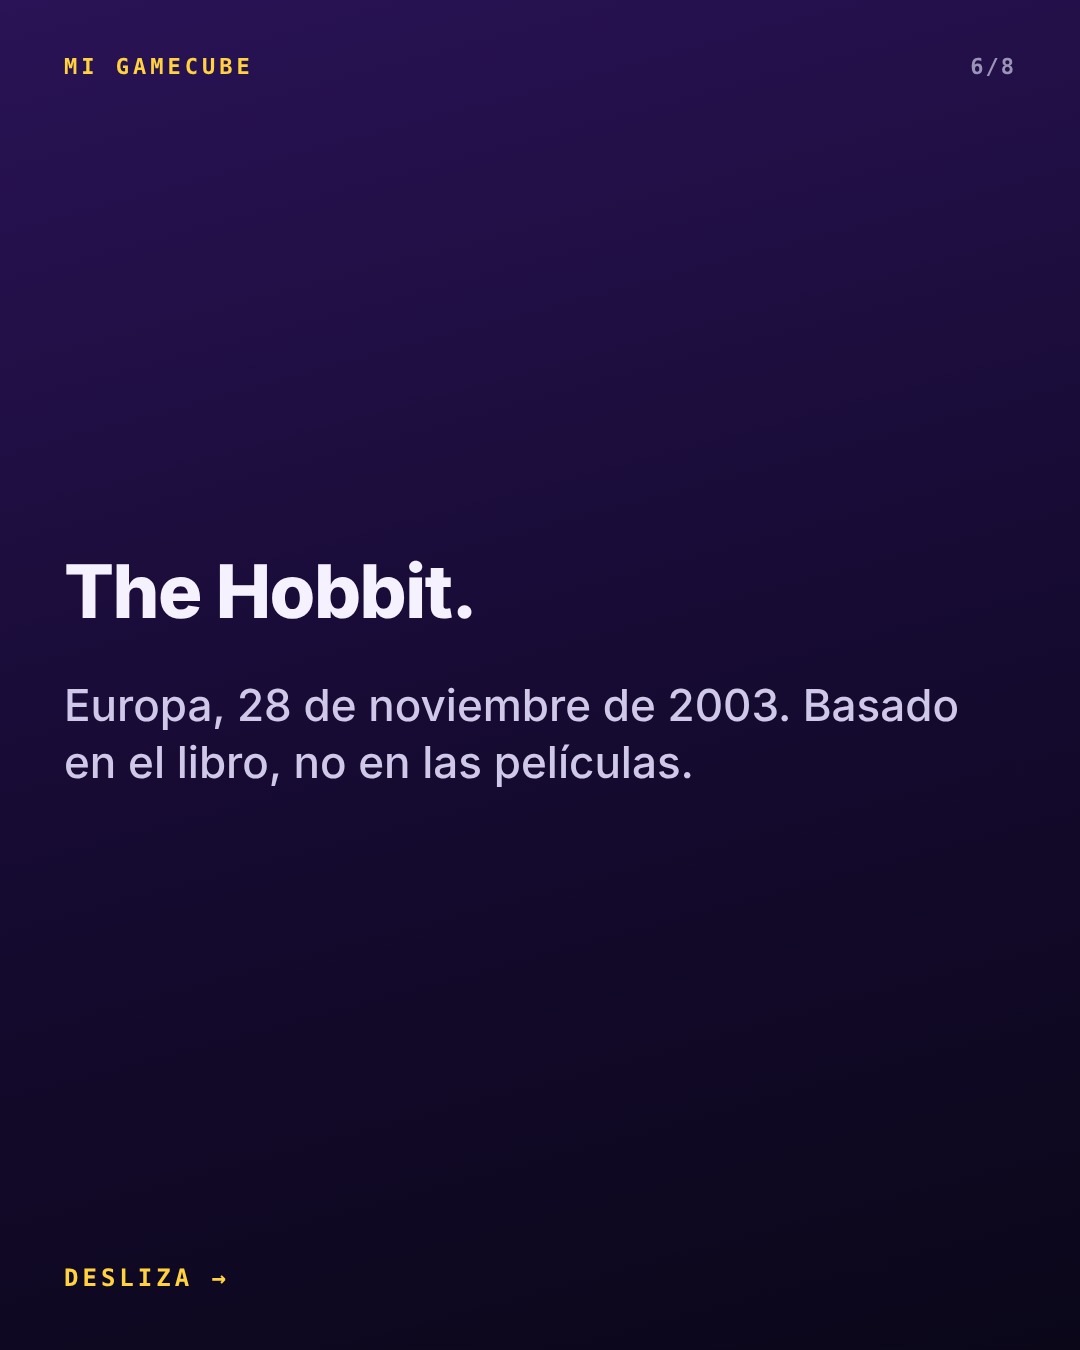 MI GAMECUBE
6/8
The Hobbit.
Europa, 28 de noviembre de 2003. Basado
en el libro, no en las películas.
DESLIZA →